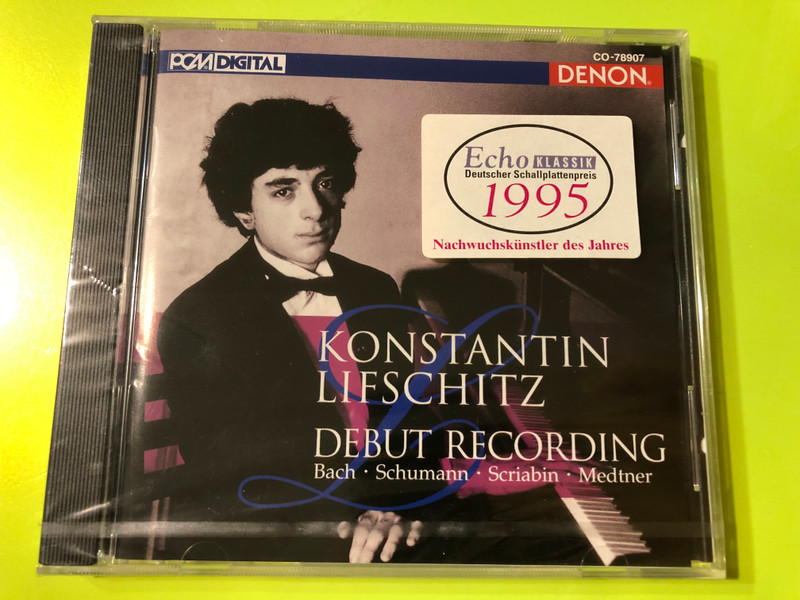 PCM DIGITAL
CO-78907
DENON®
Echo KLASSIK
Deutscher Schallplattenpreis
1995
Nachwuchskünstler des Jahres
KONSTANTIN
LIFSCHITZ
DEBUT RECORDING
Bach · Schumann · Scriabin · Medtner